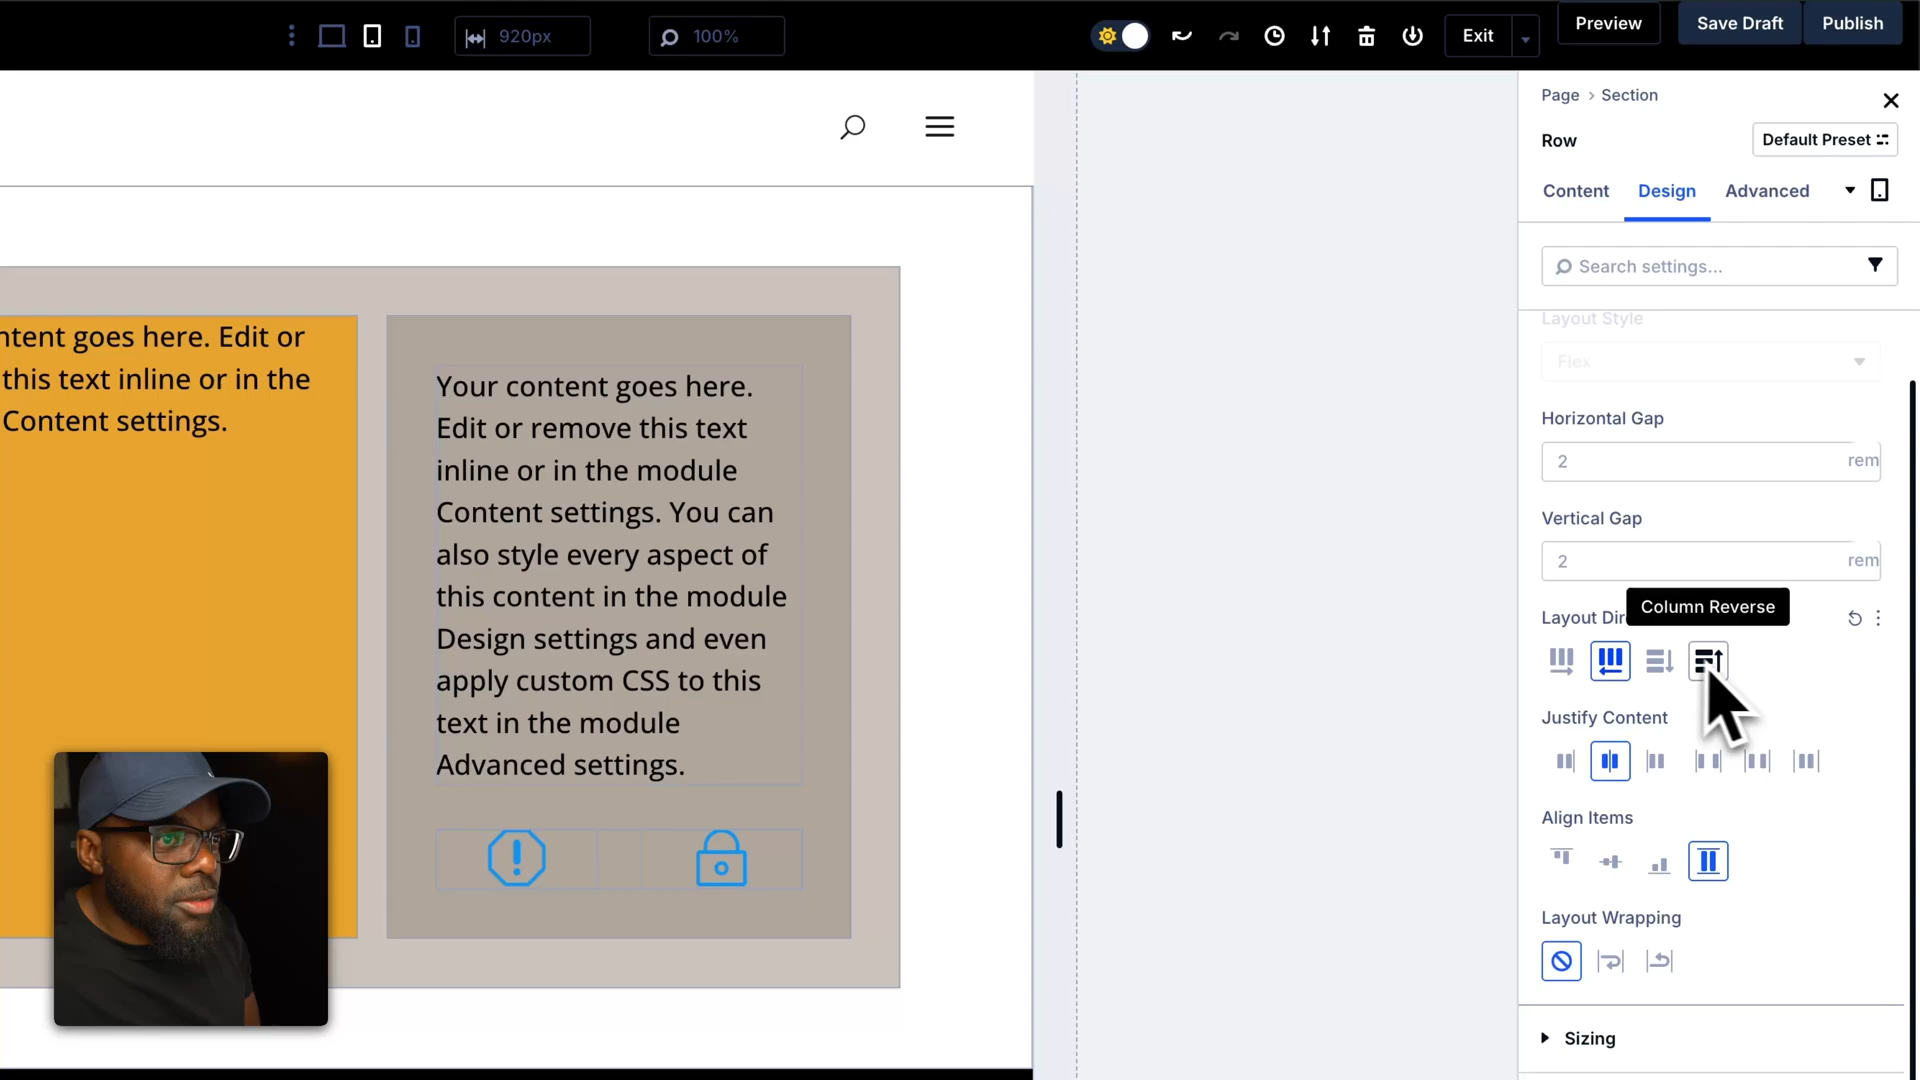 920px
100%
Exit
Preview
Save Draft
Publish
Page › Section
Row
Default Preset
Content
Design
Advanced
Search settings...
Layout Style
Flex
Horizontal Gap
2
rem
Vertical Gap
2
rem
Column Reverse
Layout Dir
Justify Content
Align Items
Layout Wrapping
Sizing
ntent goes here. Edit or
this text inline or in the
Content settings.
Your content goes here.
Edit or remove this text
inline or in the module
Content settings. You can
also style every aspect of
this content in the module
Design settings and even
apply custom CSS to this
text in the module
Advanced settings.